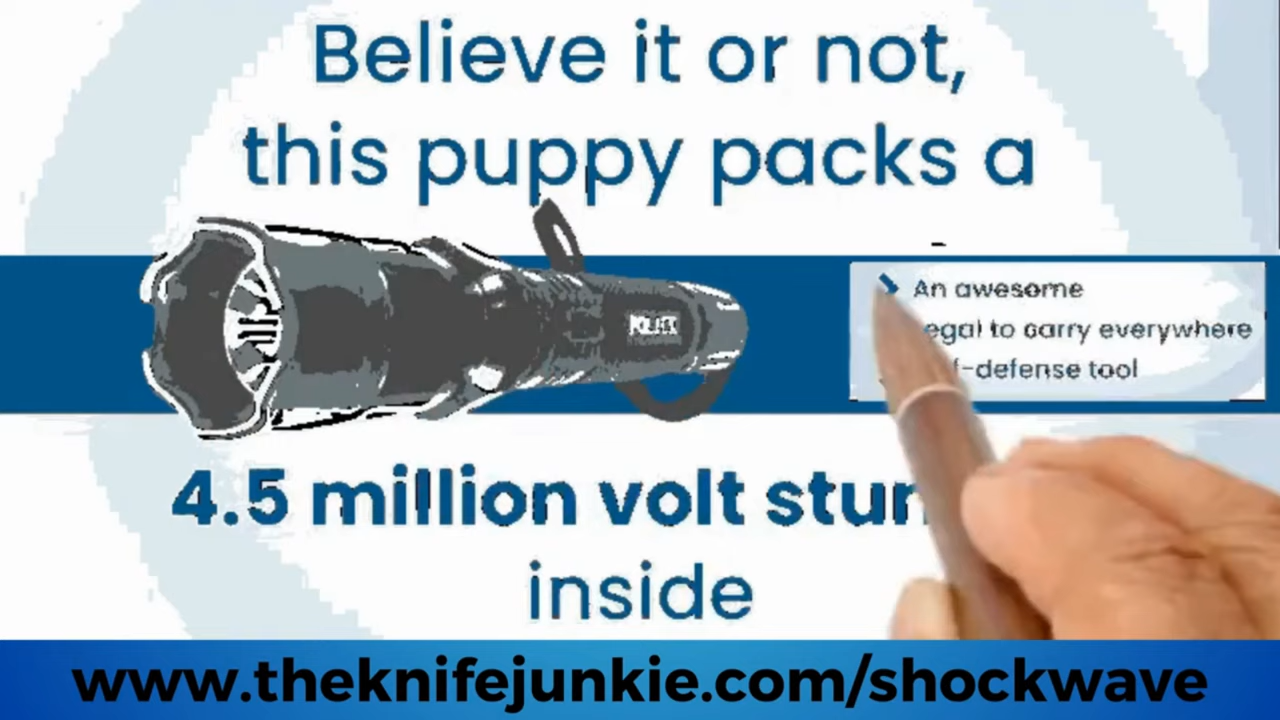 Believe it or not,
this puppy packs a
An awesome
egal to carry everywhere
f-defense tool
4.5 million volt stun
inside
www.theknifejunkie.com/shockwave